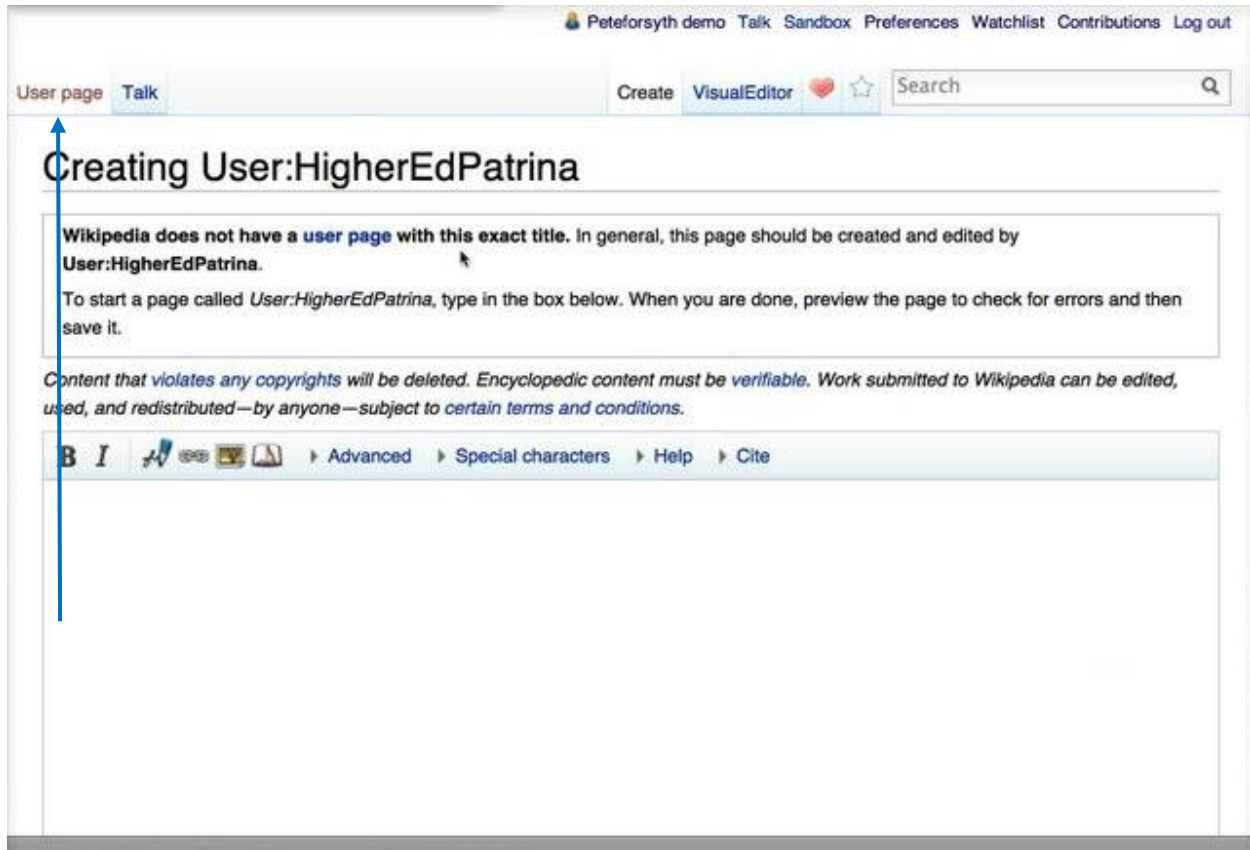 Peteforsyth demo Talk Sandbox Preferences Watchlist Contributions Log out
User page Talk Create VisualEditor Search
Creating User:HigherEdPatrina
Wikipedia does not have a user page with this exact title. In general, this page should be created and edited by
User:HigherEdPatrina.
To start a page called User:HigherEdPatrina, type in the box below. When you are done, preview the page to check for errors and then
save it.
Content that violates any copyrights will be deleted. Encyclopedic content must be verifiable. Work submitted to Wikipedia can be edited,
used, and redistributed—by anyone—subject to certain terms and conditions.
B I Advanced Special characters Help Cite